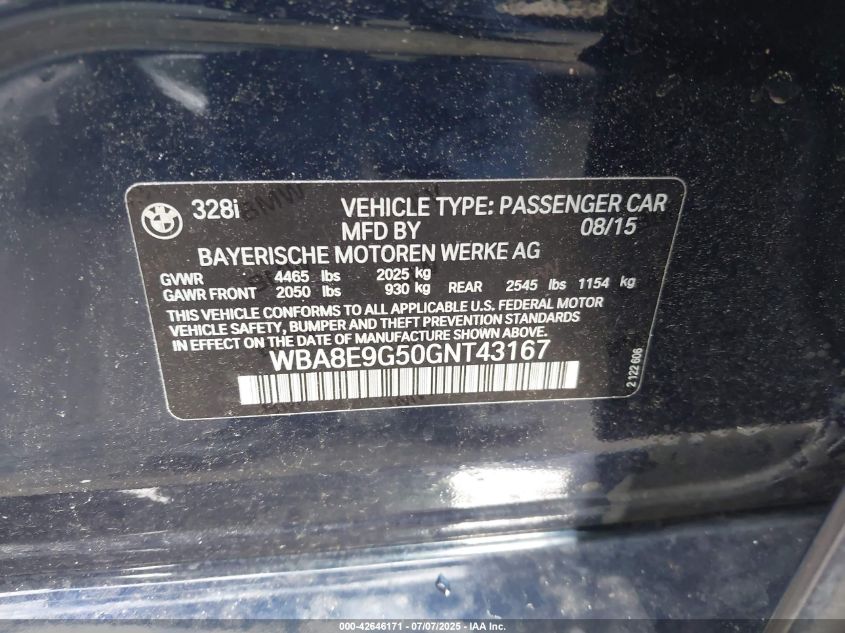 328i VEHICLE TYPE: PASSENGER CAR
MFD BY 08/15
BAYERISCHE MOTOREN WERKE AG
GVWR 4465 lbs 2025 kg
GAWR FRONT 2050 lbs 930 kg REAR 2545 lbs 1154 kg
THIS VEHICLE CONFORMS TO ALL APPLICABLE U.S. FEDERAL MOTOR
VEHICLE SAFETY, BUMPER AND THEFT PREVENTION STANDARDS
IN EFFECT ON THE DATE OF MANUFACTURE SHOWN ABOVE.
WBA8E9G50GNT43167
2 122 606
000-42646171 - 07/07/2025 - IAA Inc.